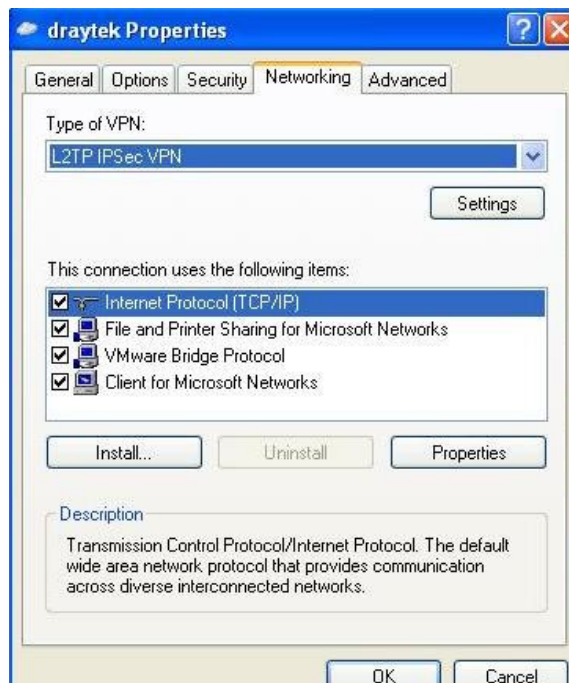 draytek Properties
General Options Security Networking Advanced
Type of VPN:
L2TP IPSec VPN
Settings
This connection uses the following items:
Internet Protocol (TCP/IP)
File and Printer Sharing for Microsoft Networks
VMware Bridge Protocol
Client for Microsoft Networks
Install... Uninstall Properties
Description
Transmission Control Protocol/Internet Protocol. The default
wide area network protocol that provides communication
across diverse interconnected networks.
OK Cancel